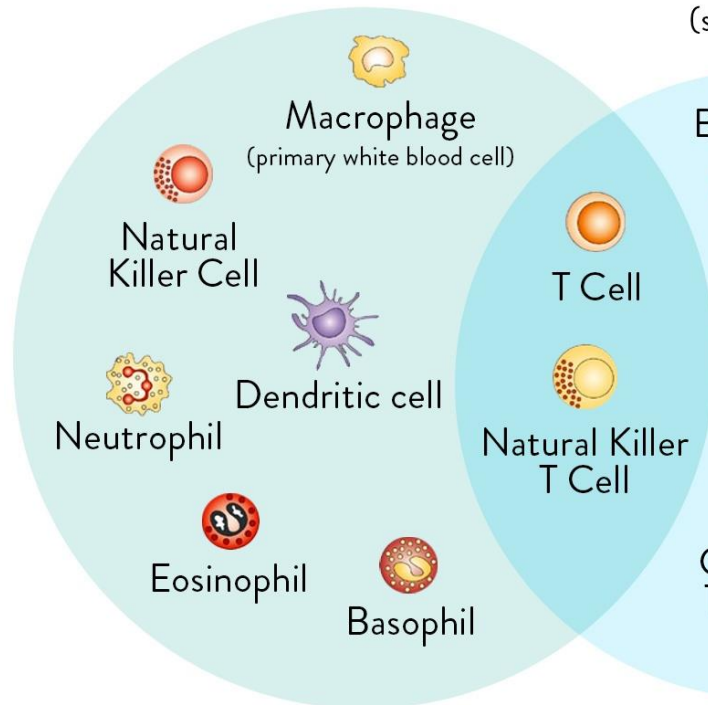 Macrophage
(primary white blood cell)
Natural
Killer Cell
T Cell
Dendritic cell
Neutrophil
Natural Killer
T Cell
Eosinophil
Basophil